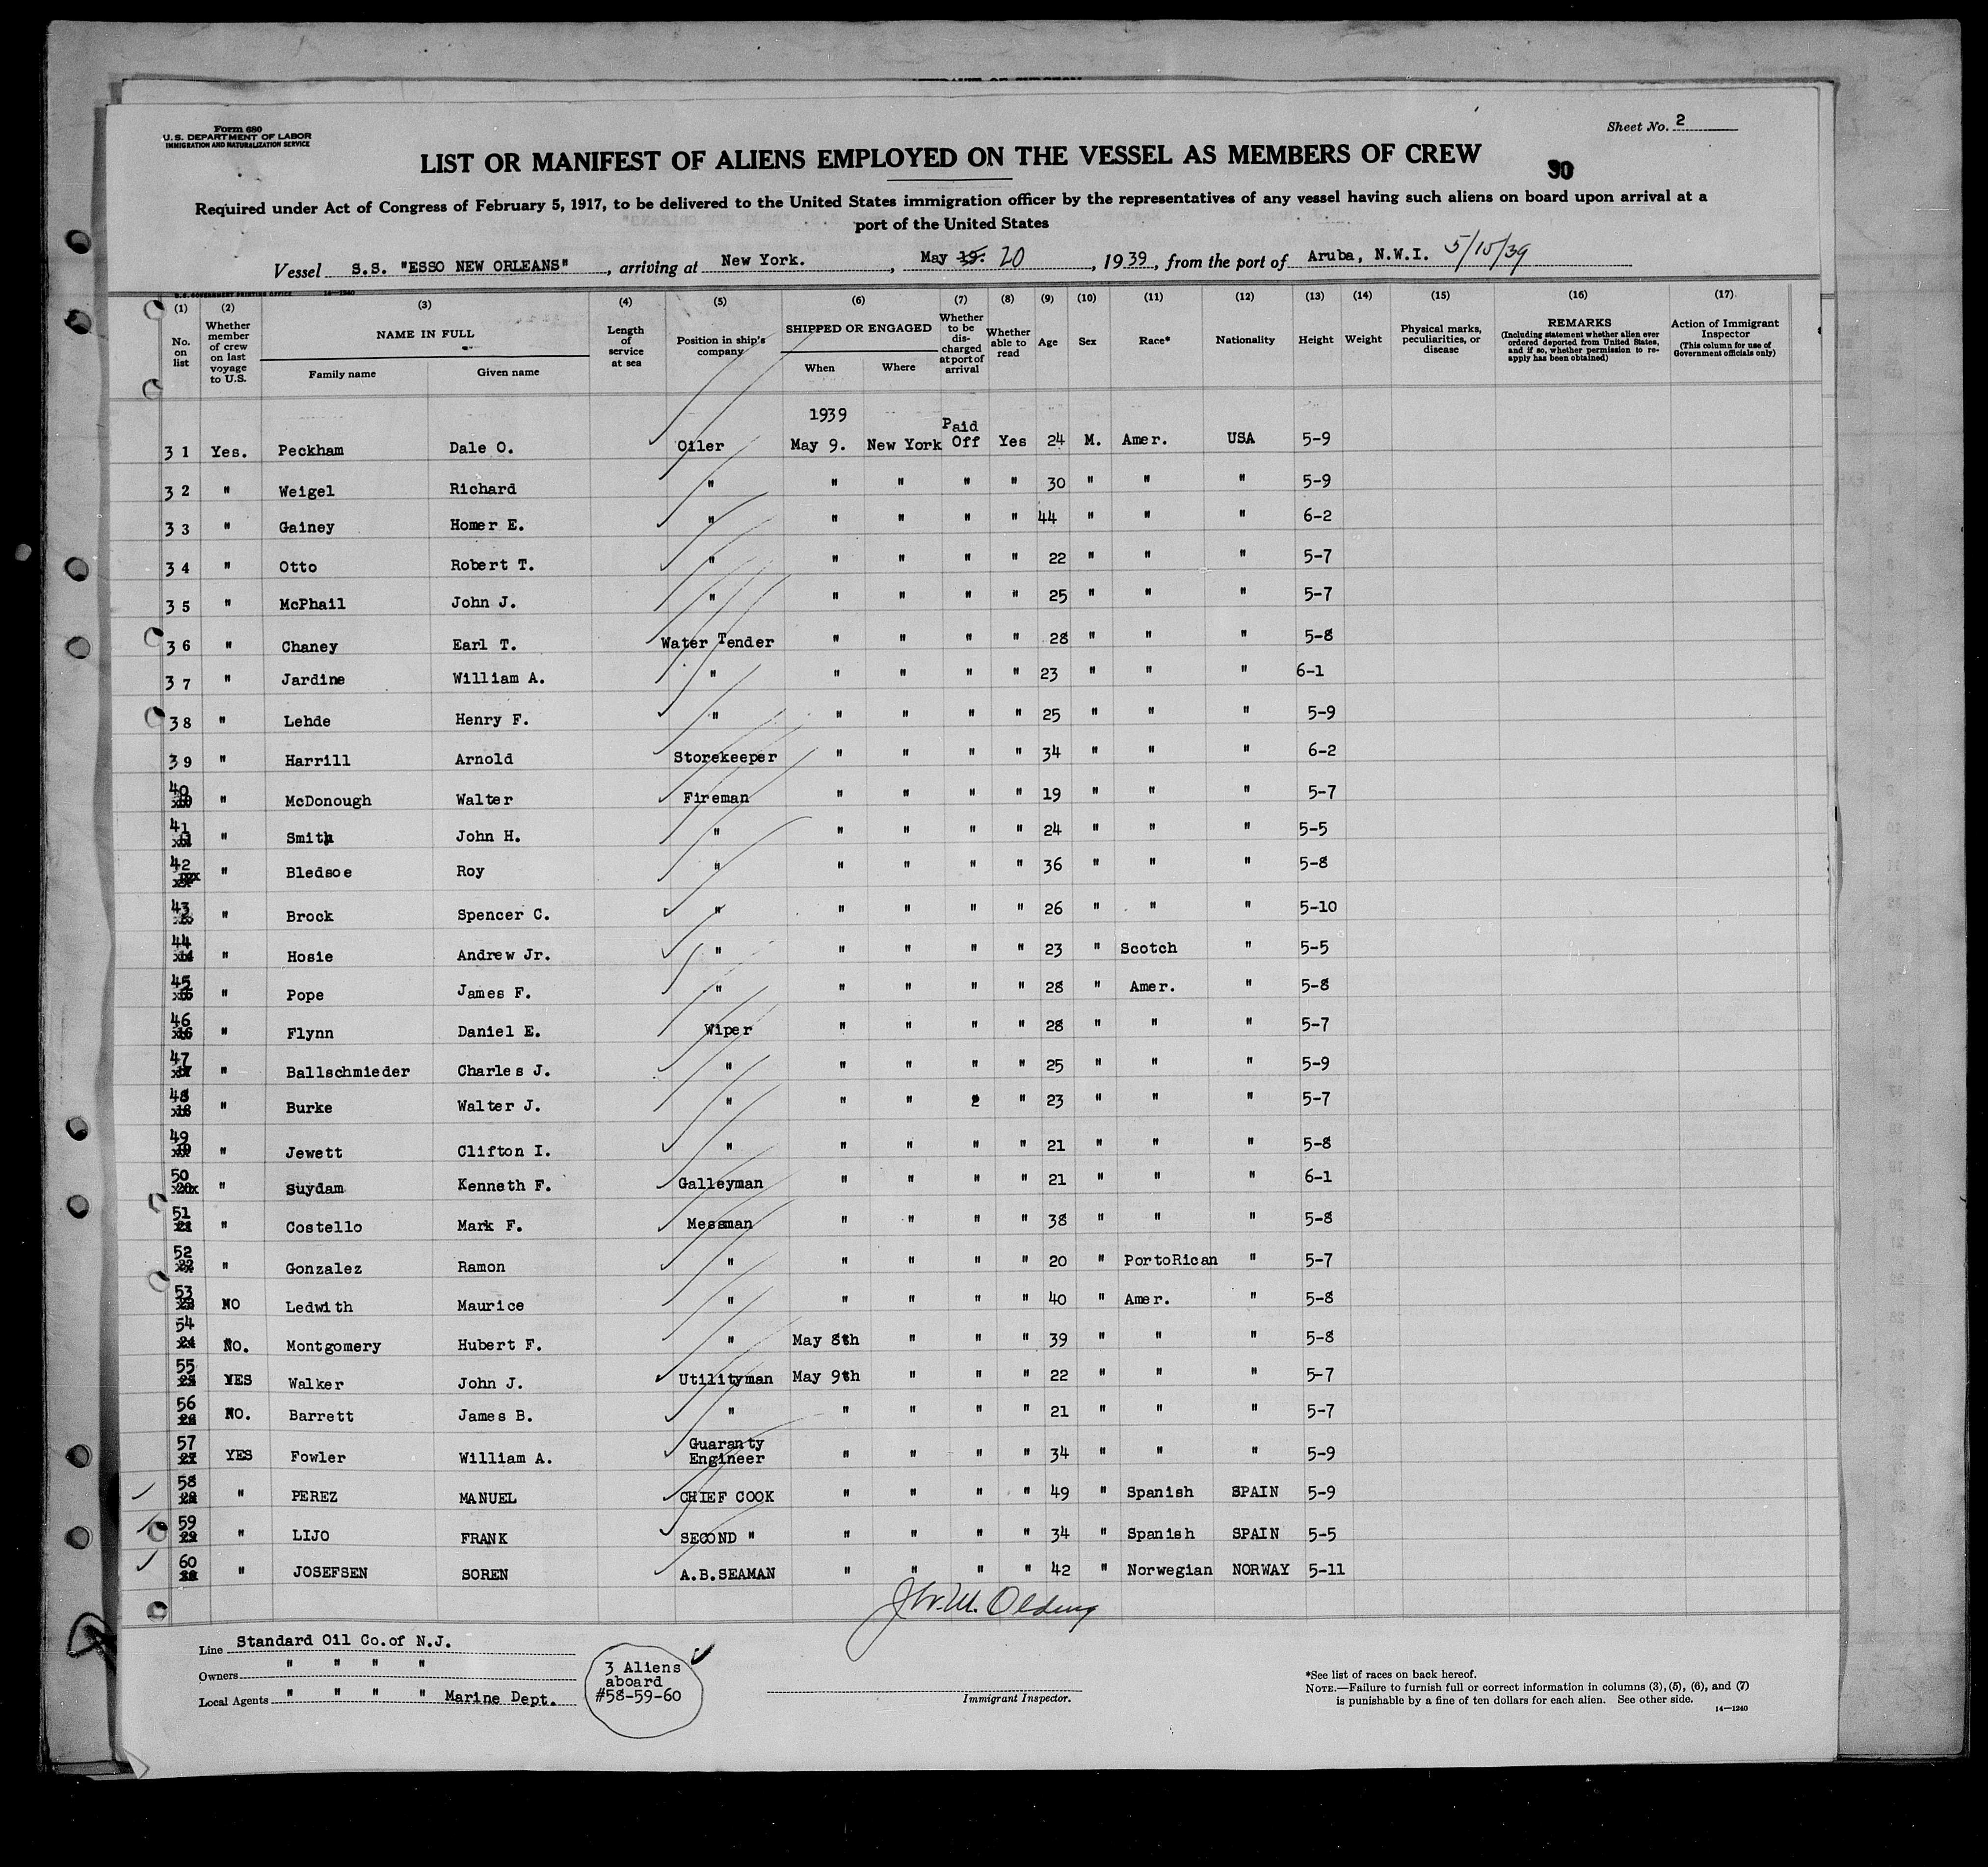 Form 680
U. S. DEPARTMENT OF LABOR
IMMIGRATION AND NATURALIZATION SERVICE
Sheet No. 2
LIST OR MANIFEST OF ALIENS EMPLOYED ON THE VESSEL AS MEMBERS OF CREW
30
Required under Act of Congress of February 5, 1917, to be delivered to the United States immigration officer by the representatives of any vessel having such aliens on board upon arrival at a
port of the United States
Vessel S.S. "ESSO NEW ORLEANS", arriving at New York., May 19. 20, 1939, from the port of Aruba, N.W.I. 5/15/39
U. S. GOVERNMENT PRINTING OFFICE 14—1240
(1) (2) (3) (4) (5) (6) (7) (8) (9) (10) (11) (12) (13) (14) (15) (16) (17)
No. on list
Whether member of crew on last voyage to U.S.
NAME IN FULL
Family name Given name
Length of service at sea
Position in ship's company
SHIPPED OR ENGAGED
When Where
Whether to be discharged at port of arrival
Whether able to read
Age Sex Race* Nationality Height Weight
Physical marks, peculiarities, or disease
REMARKS
(Including statement whether alien ever ordered deported from United States, and if so, whether permission to reapply has been obtained)
Action of Immigrant Inspector
(This column for use of Government officials only)
1939 Paid
31 Yes. Peckham Dale O. Oiler May 9. New York Off Yes 24 M. Amer. USA 5-9
32 " Weigel Richard " " " " " 30 " " " 5-9
33 " Gainey Homer E. " " " " " 44 " " " 6-2
34 " Otto Robert T. " " " " " 22 " " " 5-7
35 " McPhail John J. " " " " " 25 " " " 5-7
36 " Chaney Earl T. Water Tender " " " " 28 " " " 5-8
37 " Jardine William A. " " " " " 23 " " " 6-1
38 " Lehde Henry F. " " " " " 25 " " " 5-9
39 " Harrill Arnold Storekeeper " " " " 34 " " " 6-2
40 " McDonough Walter Fireman " " " " 19 " " " 5-7
41 " Smith John H. " " " " " 24 " " " 5-5
42 " Bledsoe Roy " " " " " 36 " " " 5-8
43 " Brock Spencer C. " " " " " 26 " " " 5-10
44 " Hosie Andrew Jr. " " " " " 23 " Scotch " 5-5
45 " Pope James F. " " " " " 28 " Amer. " 5-8
46 " Flynn Daniel E. Wiper " " " " 28 " " " 5-7
47 " Ballschmieder Charles J. " " " " " 25 " " " 5-9
48 " Burke Walter J. " " " 2 " 23 " " " 5-7
49 " Jewett Clifton I. " " " " " 21 " " " 5-8
50 " Suydam Kenneth F. Galleyman " " " " 21 " " " 6-1
51 " Costello Mark F. Messman " " " " 38 " " " 5-8
52 " Gonzalez Ramon " " " " " 20 " PortoRican " 5-7
53 NO Ledwith Maurice " " " " " 40 " Amer. " 5-8
54 NO. Montgomery Hubert F. " May 8th " " " 39 " " " 5-8
55 YES Walker John J. Utilityman May 9th " " " 22 " " " 5-7
56 NO. Barrett James B. " " " " " 21 " " " 5-7
57 YES Fowler William A. Guaranty Engineer " " " " 34 " " " 5-9
58 " PEREZ MANUEL CHIEF COOK " " " " 49 " Spanish SPAIN 5-9
59 " LIJO FRANK SECOND " " " " " 34 " Spanish SPAIN 5-5
60 " JOSEFSEN SOREN A.B.SEAMAN " " " " 42 " Norwegian NORWAY 5-11
Line Standard Oil Co.of N.J.
Owners " " " "
Local Agents " " " " Marine Dept.
3 Aliens
aboard
#58-59-60
Immigrant Inspector.
*See list of races on back hereof.
NOTE.—Failure to furnish full or correct information in columns (3), (5), (6), and (7)
is punishable by a fine of ten dollars for each alien. See other side.
14—1240